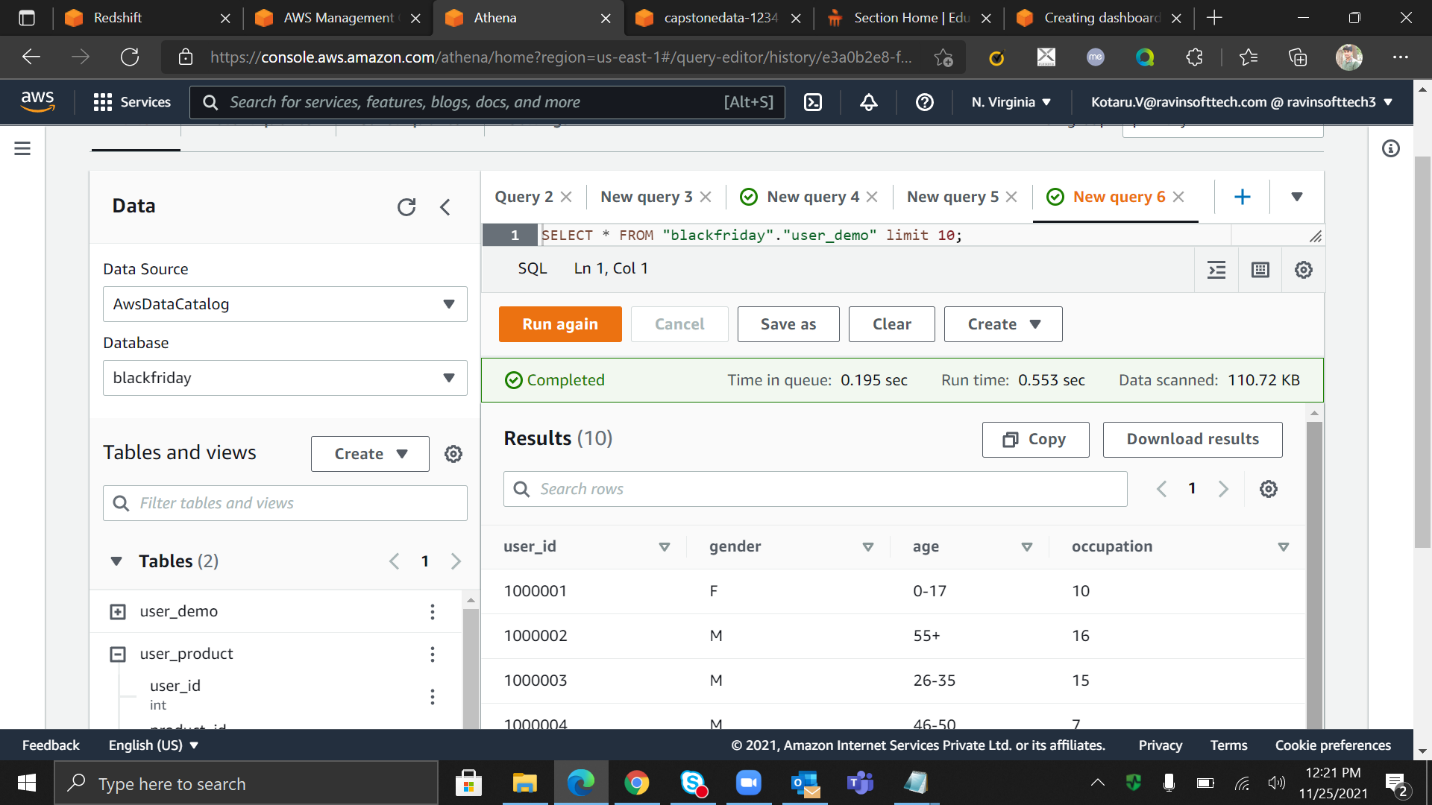 Redshift
AWS Management
Athena
capstonedata-1234
Section Home | Edu
Creating dashboard
https://console.aws.amazon.com/athena/home?region=us-east-1#/query-editor/history/e3a0b2e8-f...
aws
Services
Search for services, features, blogs, docs, and more
[Alt+S]
N. Virginia
Kotaru.V@ravinsofttech.com @ ravinsofttech3
Data
Data Source
AwsDataCatalog
Database
blackfriday
Tables and views
Create
Filter tables and views
Tables (2)
1
user_demo
user_product
user_id
int
product_id
Query 2
New query 3
New query 4
New query 5
New query 6
1 SELECT * FROM "blackfriday"."user_demo" limit 10;
SQL Ln 1, Col 1
Run again
Cancel
Save as
Clear
Create
Completed
Time in queue: 0.195 sec
Run time: 0.553 sec
Data scanned: 110.72 KB
Results (10)
Copy
Download results
Search rows
1
user_id gender age occupation
1000001 F 0-17 10
1000002 M 55+ 16
1000003 M 26-35 15
1000004 M 46-50 7
Feedback
English (US)
© 2021, Amazon Internet Services Private Ltd. or its affiliates.
Privacy
Terms
Cookie preferences
Type here to search
12:21 PM
11/25/2021
2